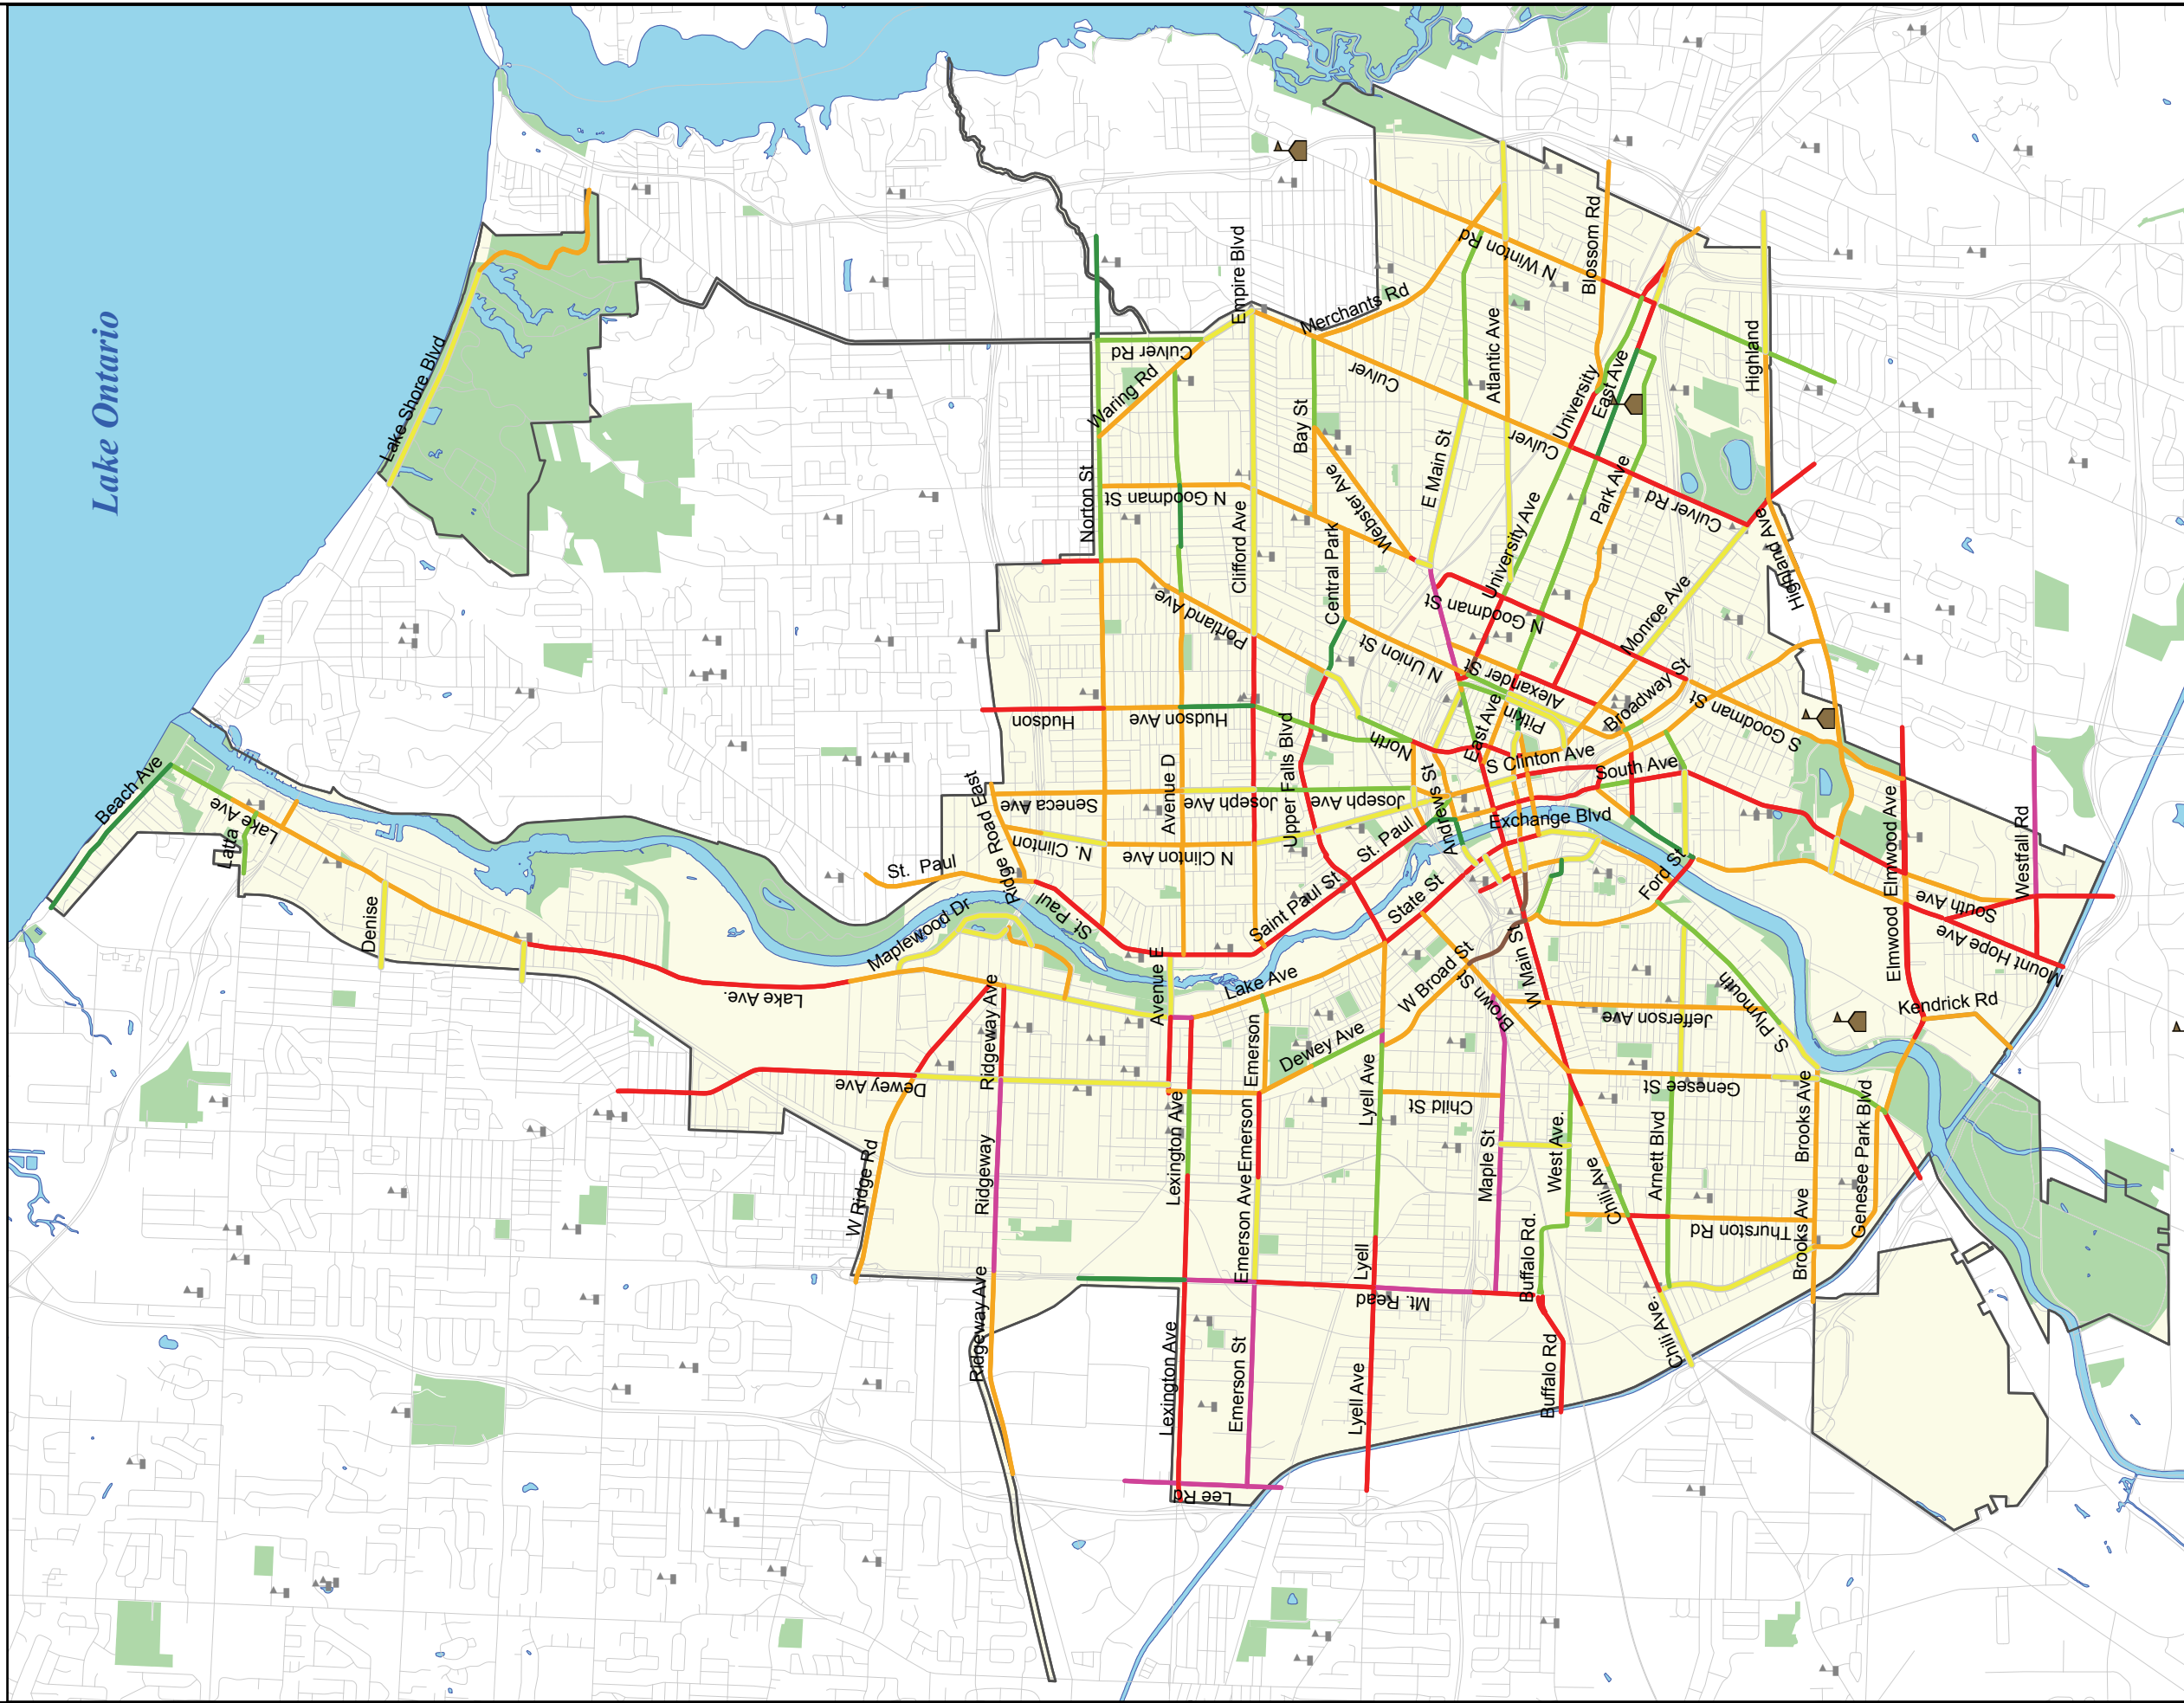 Lake Ontario
Lake Shore Blvd
Beach Ave
Lake Ave
Latta
Denise
Lake Ave.
Maplewood Dr
St. Paul
Ridge Road East
St. Paul
Seneca Ave
N. Clinton
Hudson
Hudson Ave
Norton St
Waring Rd
Culver Rd
Empire Blvd
Merchants Rd
N Winton Rd
Blossom Rd
Atlantic Ave
Culver
Bay St
N Goodman St
Webster Ave
E Main St
Culver
University
East Ave
Highland
Park Ave
Culver Rd
Highland Ave
Highland
Clifford Ave
Central Park
Portland Ave
University Ave
N Goodman St
Monroe Ave
N Union St
Alexander St
Broadway St
S Goodman St
Pitkin
East Ave
North
Upper Falls Blvd
Avenue D
Joseph Ave
Joseph Ave
N Clinton Ave
Andrews St
S Clinton Ave
South Ave
Exchange Blvd
St. Paul
Saint Paul St
State St
Ford St
Elmwood Ave
Elmwood
Westfall Rd
South Ave
Mount Hope Ave
Kendrick Rd
Avenue E
Lake Ave
W Broad St
Brown St
Brown
W Main St
Jefferson Ave
S. Plymouth
Dewey Ave
Emerson
Lyell Ave
Child St
Genesee St
Ridgeway Ave
Dewey Ave
W Ridge Rd
Ridgeway
Lexington Ave
Emerson
Emerson Ave
Emerson Ave
Maple St
West Ave.
Chili Ave
Arnett Blvd
Brooks Ave
Genesee Park Blvd
Thurston Rd
Brooks Ave
Buffalo Rd.
Lyell
Mt. Read
Ridgeway Ave
Lexington Ave
Emerson St
Lyell Ave
Buffalo Rd
Chili Ave.
Lee Rd